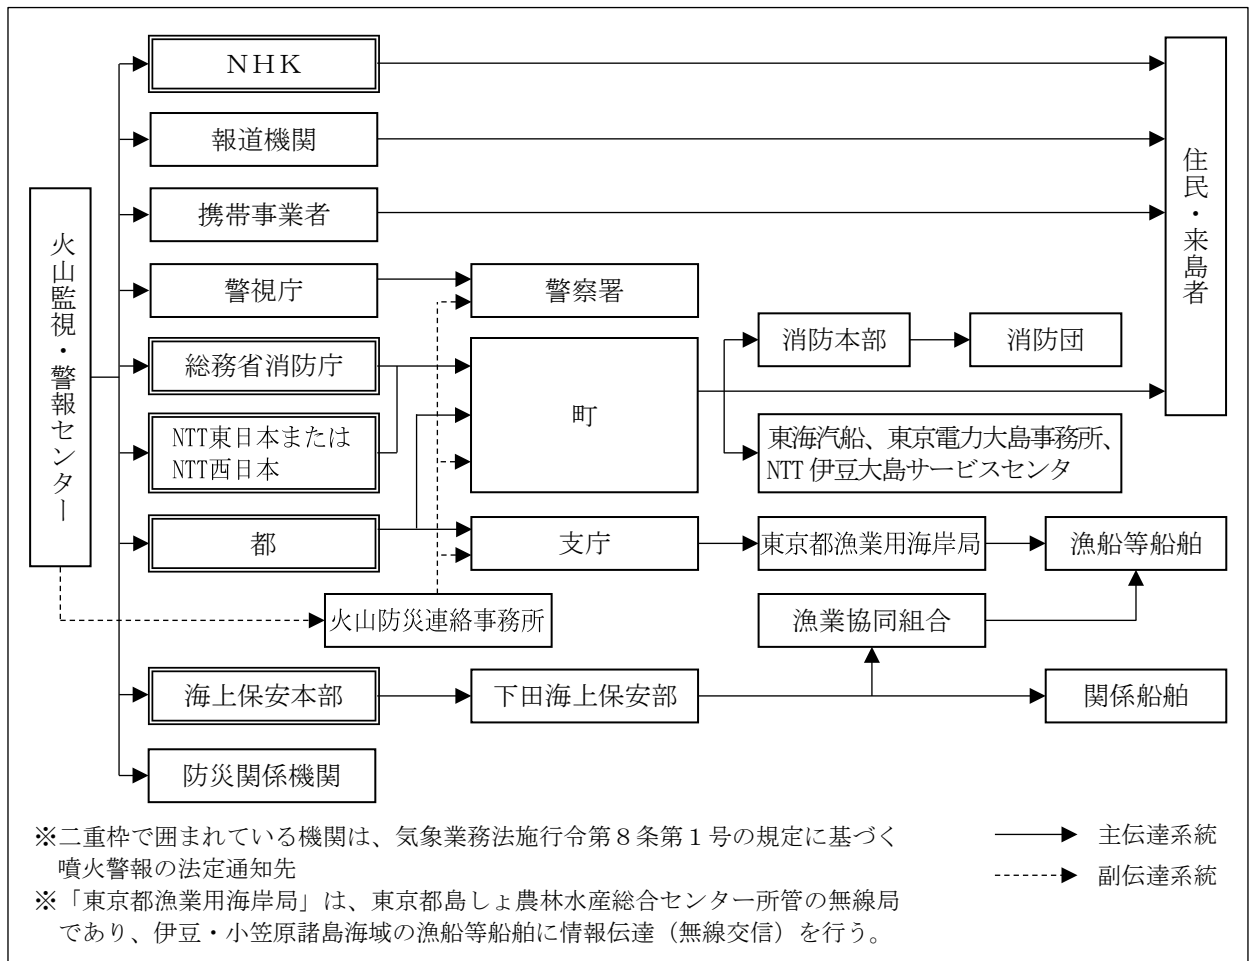 ＮＨＫ
報道機関
携帯事業者
警視庁
総務省消防庁
NTT東日本または
NTT西日本
都
火山監視・警報センター
火山防災連絡事務所
海上保安本部
防災関係機関
警察署
町
支庁
下田海上保安部
消防本部
消防団
東海汽船、東京電力大島事務所、
NTT 伊豆大島サービスセンタ
東京都漁業用海岸局
漁業協同組合
漁船等船舶
関係船舶
住民・来島者
※二重枠で囲まれている機関は、気象業務法施行令第８条第１号の規定に基づく
噴火警報の法定通知先
※「東京都漁業用海岸局」は、東京都島しょ農林水産総合センター所管の無線局
であり、伊豆・小笠原諸島海域の漁船等船舶に情報伝達（無線交信）を行う。
主伝達系統
副伝達系統